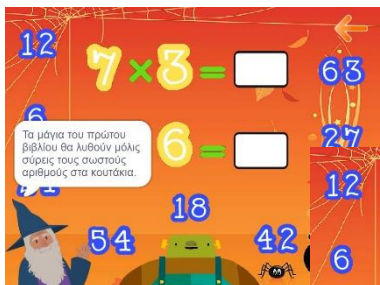 12
7 × 3 =
63
6
6 =
27
Τα μάγια του πρώτου
βιβλίου θα λυθούν μόλις
σύρεις τους σωστούς
αριθμούς στα κουτάκια.
12
18
54
42
6